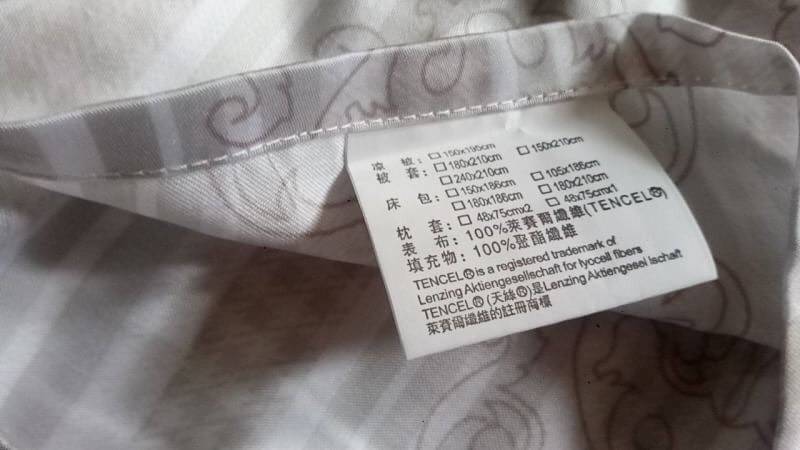 涼被：□150x195cm □150x210cm
被套：□180x210cm
□240x210cm
床包：□150x186cm □105x186cm
□180x186cm □180x210cm
枕套：□48x75cmx2 □48x75cmx1
表布：100%萊賽爾纖維(TENCEL®)
填充物：100%聚酯纖維
TENCEL®is a registered trademark of
Lenzing Aktiengesellschaft for lyocell fibers
TENCEL®(天絲®)是Lenzing Aktiengesel lschaft
萊賽爾纖維的註冊商標